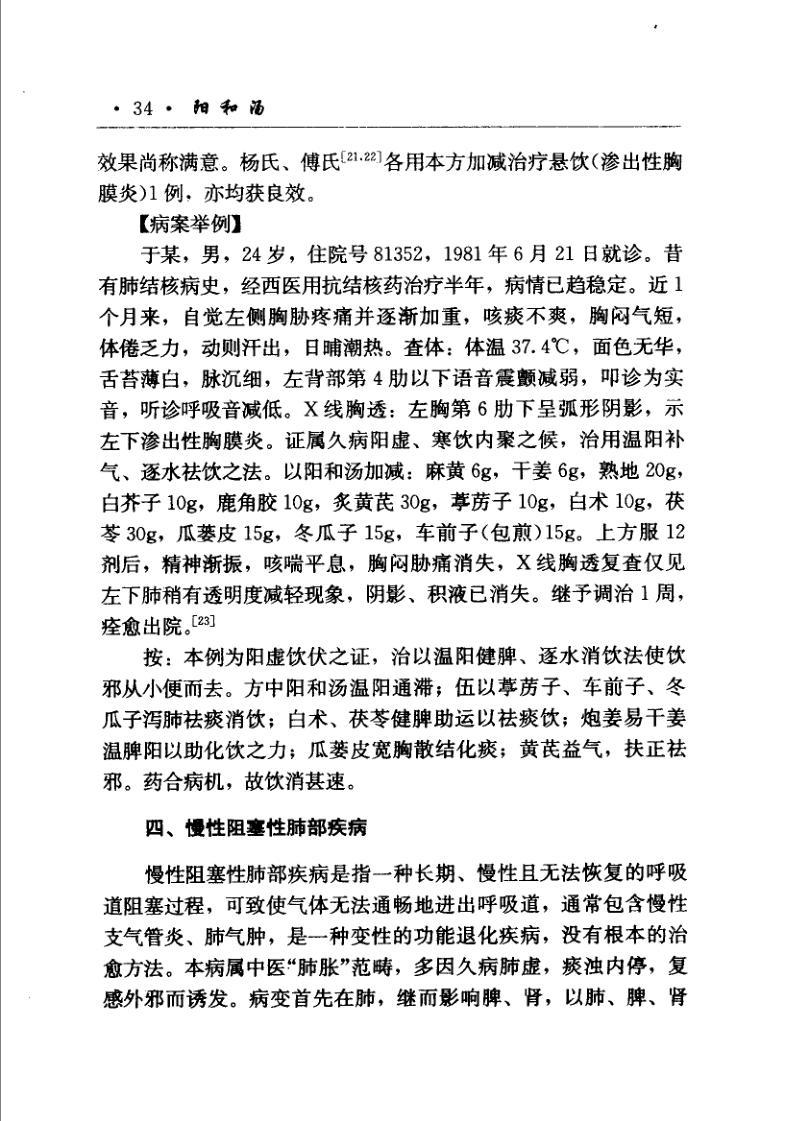 ·34· 阳和汤
效果尚称满意。杨氏、傅氏[21,22]各用本方加减治疗悬饮(渗出性胸
膜炎)1例，亦均获良效。
【病案举例】
于某，男，24岁，住院号81352，1981年6月21日就诊。昔
有肺结核病史，经西医用抗结核药治疗半年，病情已趋稳定。近1
个月来，自觉左侧胸胁疼痛并逐渐加重，咳痰不爽，胸闷气短，
体倦乏力，动则汗出，日晡潮热。查体：体温37.4℃，面色无华，
舌苔薄白，脉沉细，左背部第4肋以下语音震颤减弱，叩诊为实
音，听诊呼吸音减低。X线胸透：左胸第6肋下呈弧形阴影，示
左下渗出性胸膜炎。证属久病阳虚、寒饮内聚之候，治用温阳补
气、逐水祛饮之法。以阳和汤加减：麻黄6g，干姜6g，熟地20g，
白芥子10g，鹿角胶10g，炙黄芪30g，葶苈子10g，白术10g，茯
苓30g，瓜蒌皮15g，冬瓜子15g，车前子(包煎)15g。上方服12
剂后，精神渐振，咳喘平息，胸闷胁痛消失，X线胸透复查仅见
左下肺稍有透明度减轻现象，阴影、积液已消失。继予调治1周，
痊愈出院。[23]
按：本例为阳虚饮伏之证，治以温阳健脾、逐水消饮法使饮
邪从小便而去。方中阳和汤温阳通滞；伍以葶苈子、车前子、冬
瓜子泻肺祛痰消饮；白术、茯苓健脾助运以祛痰饮；炮姜易干姜
温脾阳以助化饮之力；瓜蒌皮宽胸散结化痰；黄芪益气，扶正祛
邪。药合病机，故饮消甚速。
四、慢性阻塞性肺部疾病
慢性阻塞性肺部疾病是指一种长期、慢性且无法恢复的呼吸
道阻塞过程，可致使气体无法通畅地进出呼吸道，通常包含慢性
支气管炎、肺气肿，是一种变性的功能退化疾病，没有根本的治
愈方法。本病属中医“肺胀”范畴，多因久病肺虚，痰浊内停，复
感外邪而诱发。病变首先在肺，继而影响脾、肾，以肺、脾、肾